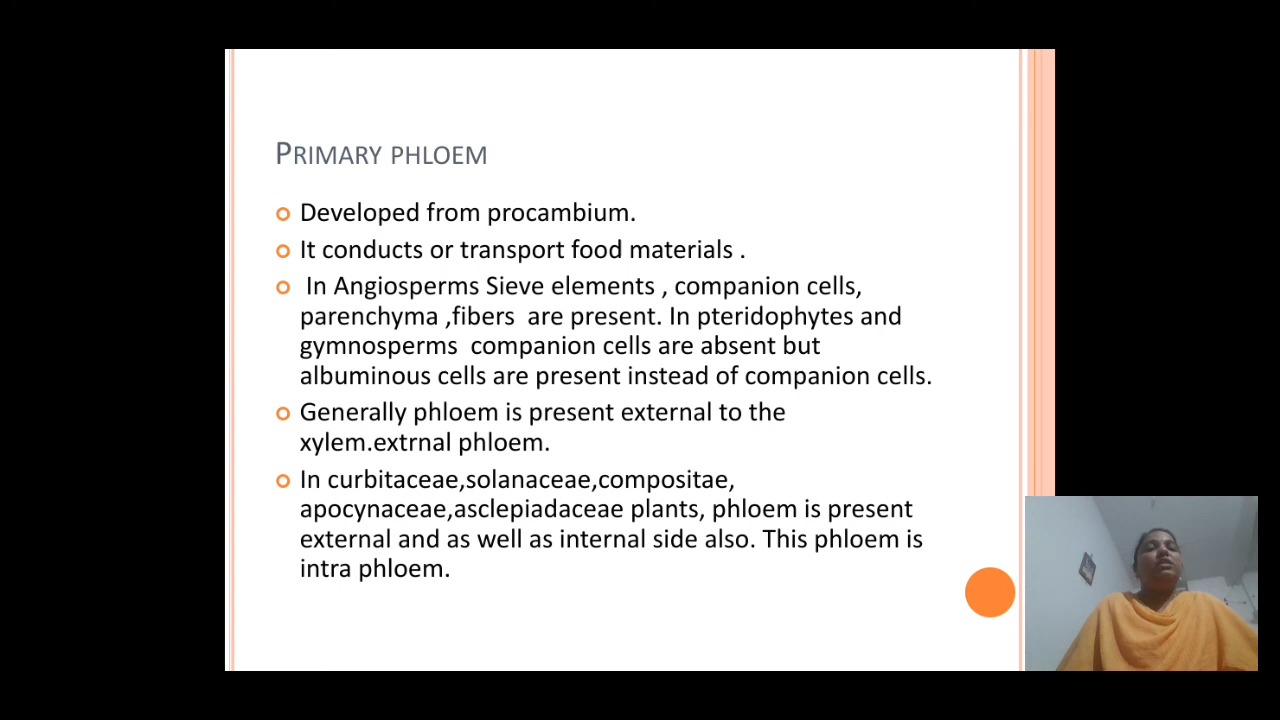 PRIMARY PHLOEM
Developed from procambium.
It conducts or transport food materials .
In Angiosperms Sieve elements , companion cells,
parenchyma ,fibers are present. In pteridophytes and
gymnosperms companion cells are absent but
albuminous cells are present instead of companion cells.
Generally phloem is present external to the
xylem.extrnal phloem.
In curbitaceae,solanaceae,compositae,
apocynaceae,asclepiadaceae plants, phloem is present
external and as well as internal side also. This phloem is
intra phloem.